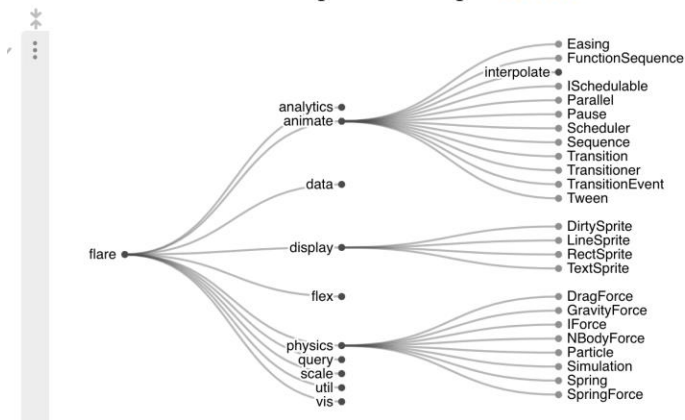 Easing
FunctionSequence
interpolate
ISchedulable
analytics
Parallel
animate
Pause
Scheduler
Sequence
Transition
Transitioner
data
TransitionEvent
Tween
DirtySprite
LineSprite
display
flare
RectSprite
TextSprite
flex
DragForce
GravityForce
IForce
NBodyForce
physics
Particle
query
Simulation
scale
Spring
util
SpringForce
vis